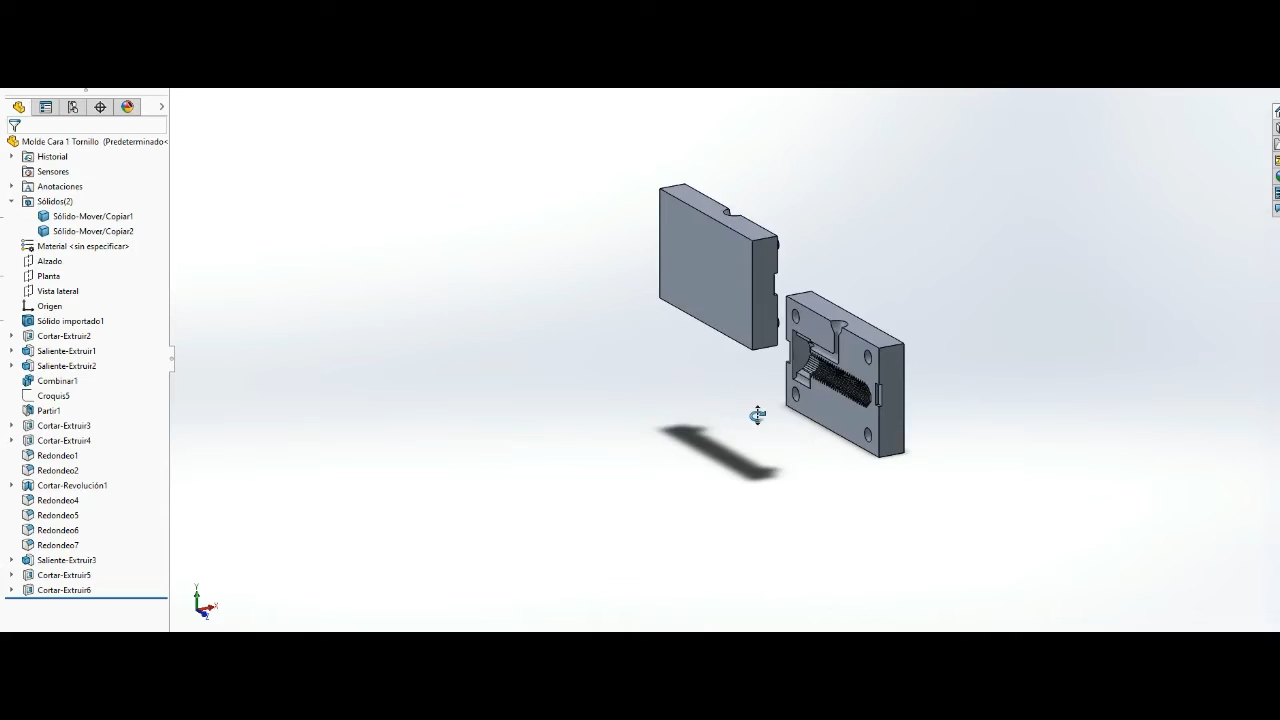 Molde Cara 1 Tornillo (Predeterminado<
Historial
Sensores
Anotaciones
Sólidos(2)
Sólido-Mover/Copiar1
Sólido-Mover/Copiar2
Material <sin especificar>
Alzado
Planta
Vista lateral
Origen
Sólido importado1
Cortar-Extruir2
Saliente-Extruir1
Saliente-Extruir2
Combinar1
Croquis5
Partir1
Cortar-Extruir3
Cortar-Extruir4
Redondeo1
Redondeo2
Cortar-Revolución1
Redondeo4
Redondeo5
Redondeo6
Redondeo7
Saliente-Extruir3
Cortar-Extruir5
Cortar-Extruir6
Y
X
Z